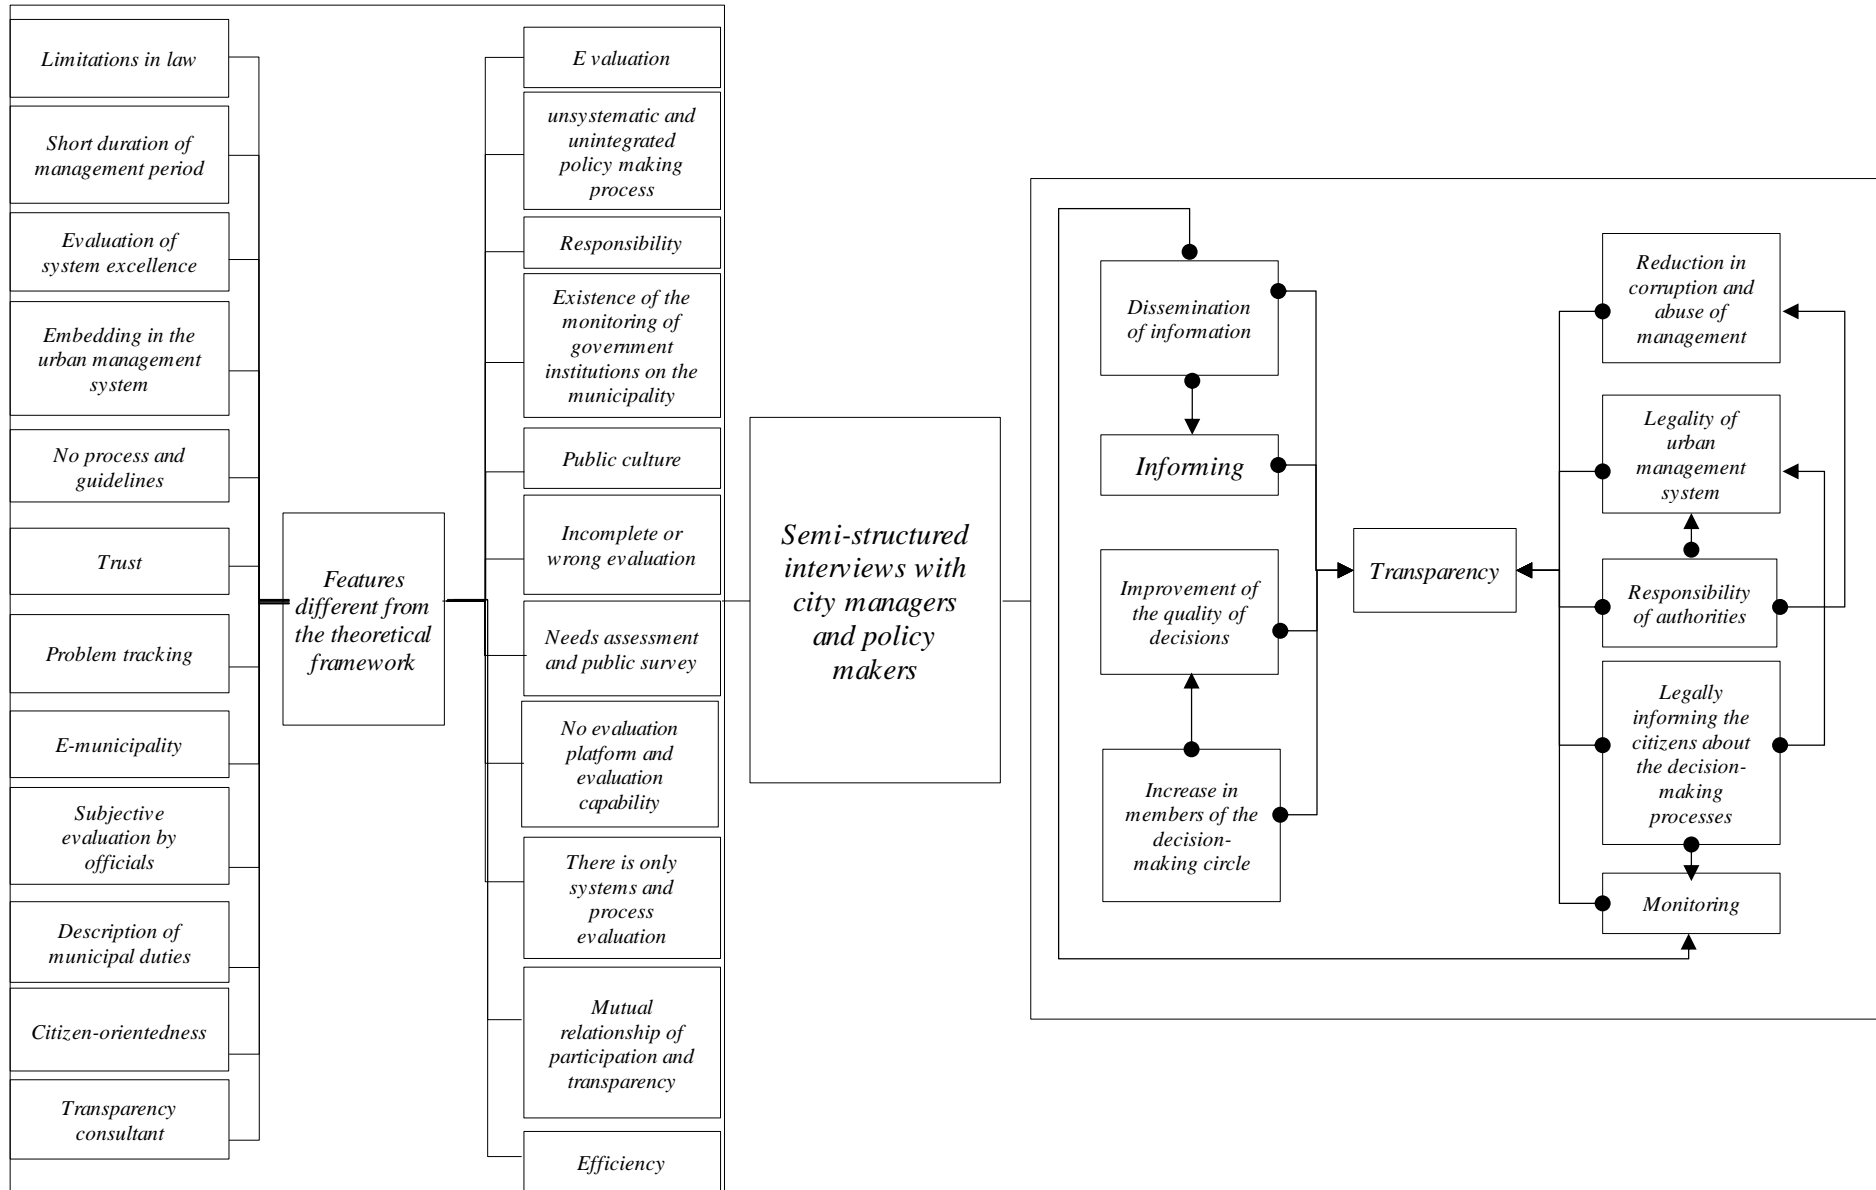 Limitations in law
Short duration of
management period
Evaluation of
system excellence
Embedding in the
urban management
system
No process and
guidelines
Trust
Problem tracking
E-municipality
Subjective
evaluation by
officials
Description of
municipal duties
Citizen-orientedness
Transparency
consultant
Features
different from
the theoretical
framework
E valuation
unsystematic and
unintegrated
policy making
process
Responsibility
Existence of the
monitoring of
government
institutions on the
municipality
Public culture
Incomplete or
wrong evaluation
Needs assessment
and public survey
No evaluation
platform and
evaluation
capability
There is only
systems and
process
evaluation
Mutual
relationship of
participation and
transparency
Efficiency
Semi-structured
interviews with
city managers
and policy
makers
Dissemination
of information
Informing
Improvement of
the quality of
decisions
Increase in
members of the
decision-
making circle
Transparency
Reduction in
corruption and
abuse of
management
Legality of
urban
management
system
Responsibility
of authorities
Legally
informing the
citizens about
the decision-
making
processes
Monitoring